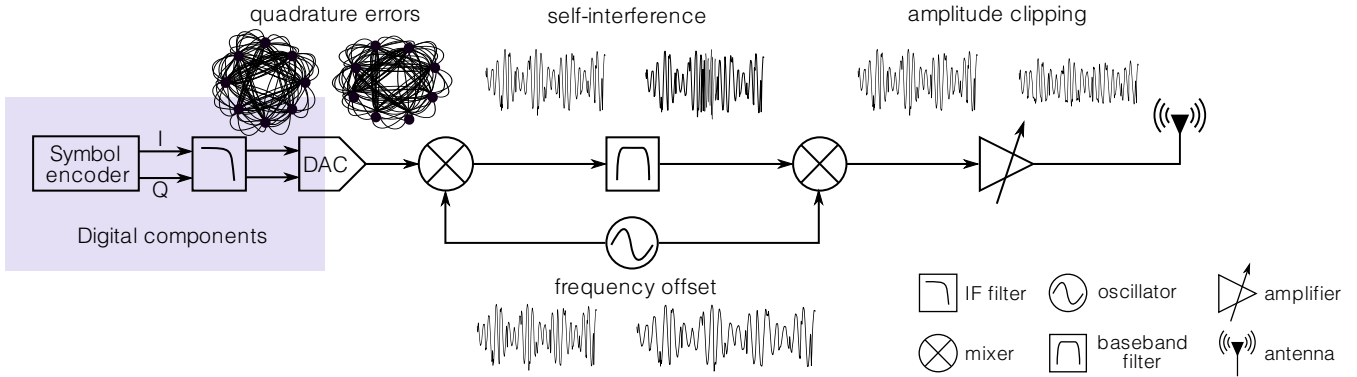 quadrature errors
self-interference
amplitude clipping
Symbol
encoder
I
Q
DAC
Digital components
frequency offset
IF filter
oscillator
amplifier
mixer
baseband
filter
antenna